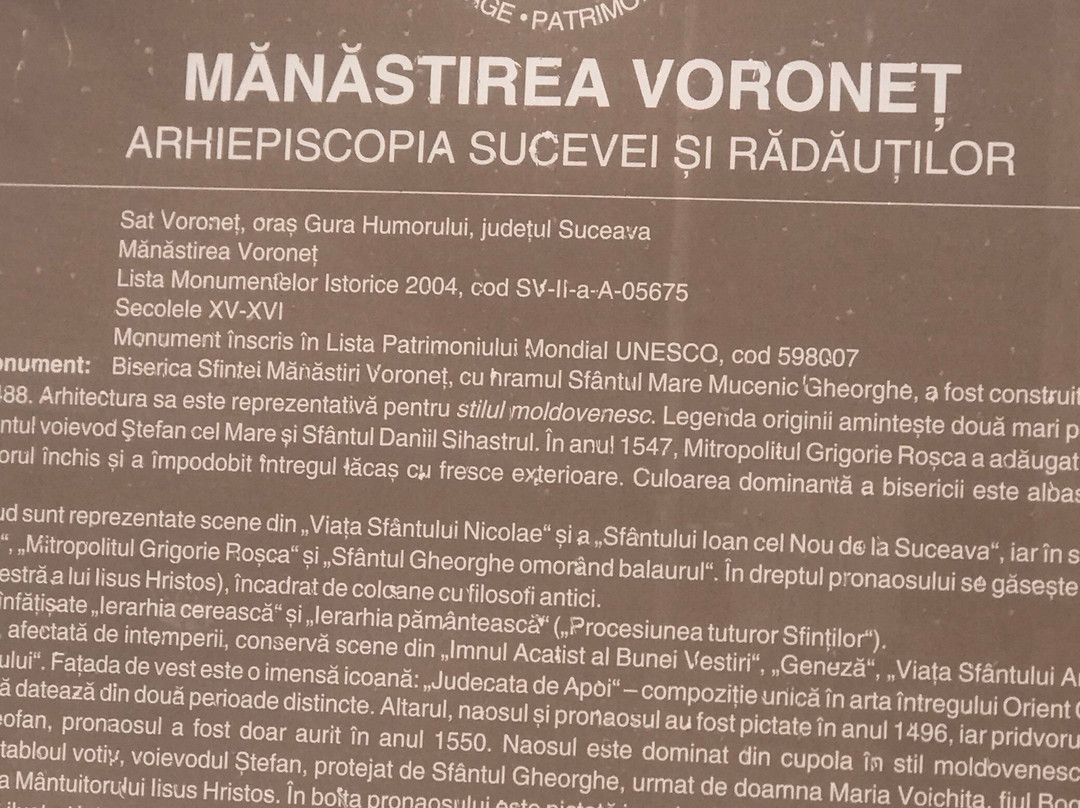 PATRIMO
MĂNĂSTIREA VORONEȚ
ARHIEPISCOPIA SUCEVEI ȘI RĂDĂUȚILOR
Sat Voroneț, oraș Gura Humorului, județul Suceava
Mănăstirea Voroneț
Lista Monumentelor Istorice 2004, cod SV-II-a-A-05675
Secolele XV-XVI
Monument înscris în Lista Patrimoniului Mondial UNESCO, cod 598007
onument: Biserica Sfintei Mănăstiri Voroneț, cu hramul Sfântul Mare Mucenic Gheorghe, a fost construit
488. Arhitectura sa este reprezentativă pentru stilul moldovenesc. Legenda originii amintește două mari p
ntul voievod Ștefan cel Mare și Sfântul Daniil Sihastrul. În anul 1547, Mitropolitul Grigorie Roșca a adăugat
orul închis și a împodobit întregul lăcaș cu fresce exterioare. Culoarea dominantă a bisericii este albas
ud sunt reprezentate scene din „Viața Sfântului Nicolae“ și a „Sfântului Ioan cel Nou de la Suceava“, iar în s
“, „Mitropolitul Grigorie Roșca“ și „Sfântul Gheorghe omorând balaurul“. În dreptul pronaosului se găsește
estră a lui Iisus Hristos), încadrat de coloane cu filosofi antici.
înfățișate „Ierarhia cerească“ și „Ierarhia pământească“ („Procesiunea tuturor Sfinților“).
, afectată de intemperii, conservă scene din „Imnul Acatist al Bunei Vestiri“, „Geneză“, „Viața Sfântului A
ului“. Fațada de vest este o imensă icoană: „Judecata de Apoi“ – compoziție unică în arta întregului Orient
ă datează din două perioade distincte. Altarul, naosul și pronaosul au fost pictate în anul 1496, iar pridvoru
eofan, pronaosul a fost doar aurit în anul 1550. Naosul este dominat din cupola în stil moldovenesc
tabloul votiv, voievodul Ștefan, protejat de Sfântul Gheorghe, urmat de doamna Maria Voichița, fiul Bog
a Mântuitorului Iisus Hristos. În bolta pronaosului este